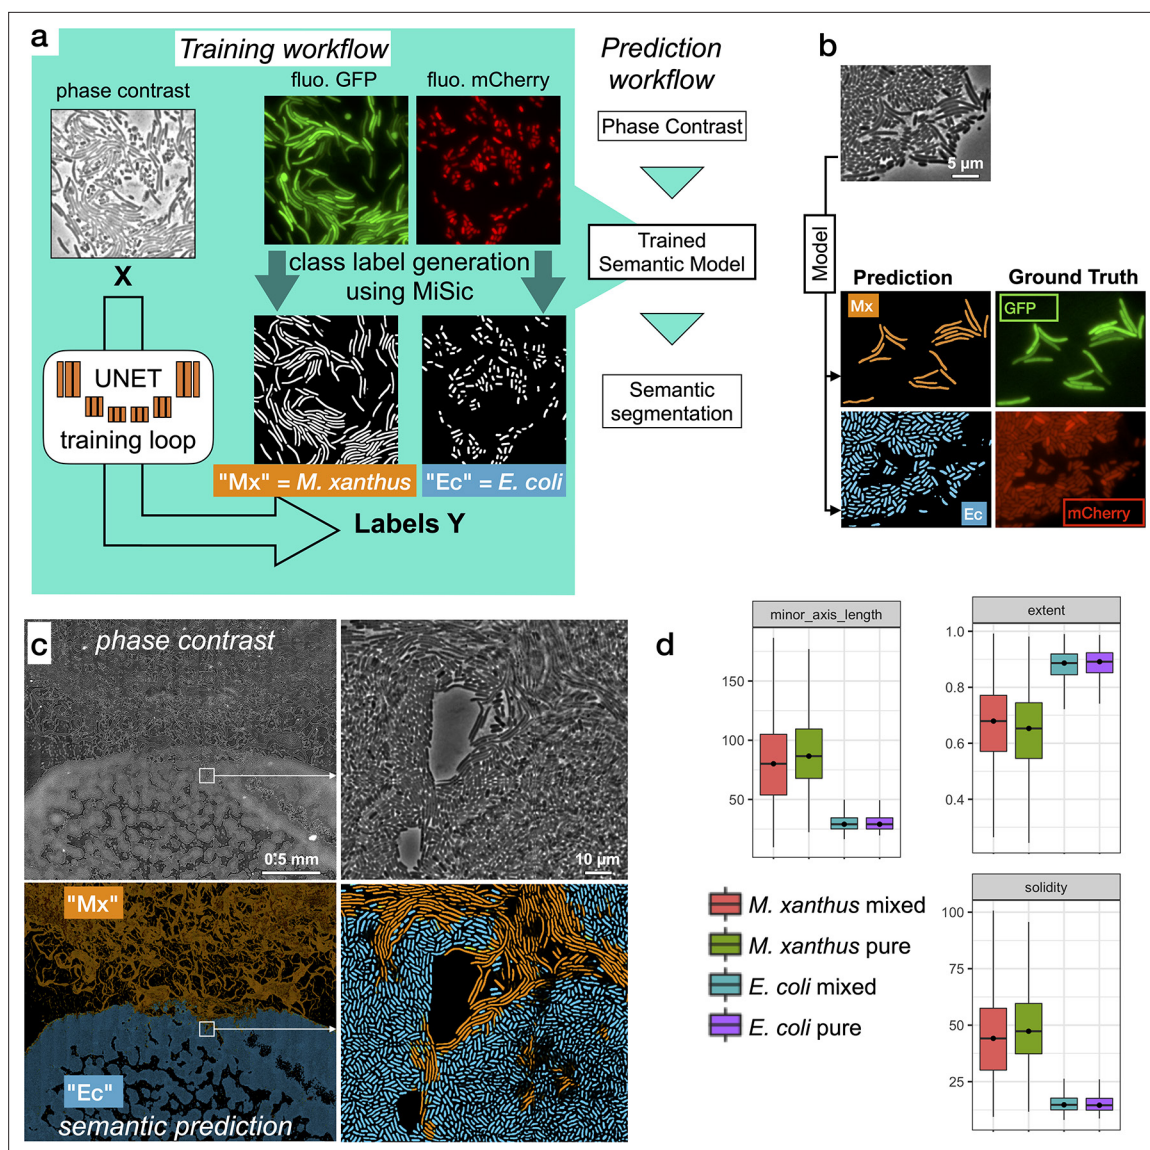 a
Training workflow
phase contrast
fluo. GFP
fluo. mCherry
X
class label generation
using MiSic
UNET
training loop
"Mx" = M. xanthus
"Ec" = E. coli
Labels Y
Prediction
workflow
Phase Contrast
Trained
Semantic Model
Semantic
segmentation
b
5 µm
Model
Prediction
Ground Truth
Mx
GFP
Ec
mCherry
c
phase contrast
0.5 mm
10 µm
"Mx"
"Ec"
semantic prediction
d
minor_axis_length
150
100
50
extent
1.0
0.8
0.6
0.4
solidity
100
75
50
25
M. xanthus mixed
M. xanthus pure
E. coli mixed
E. coli pure